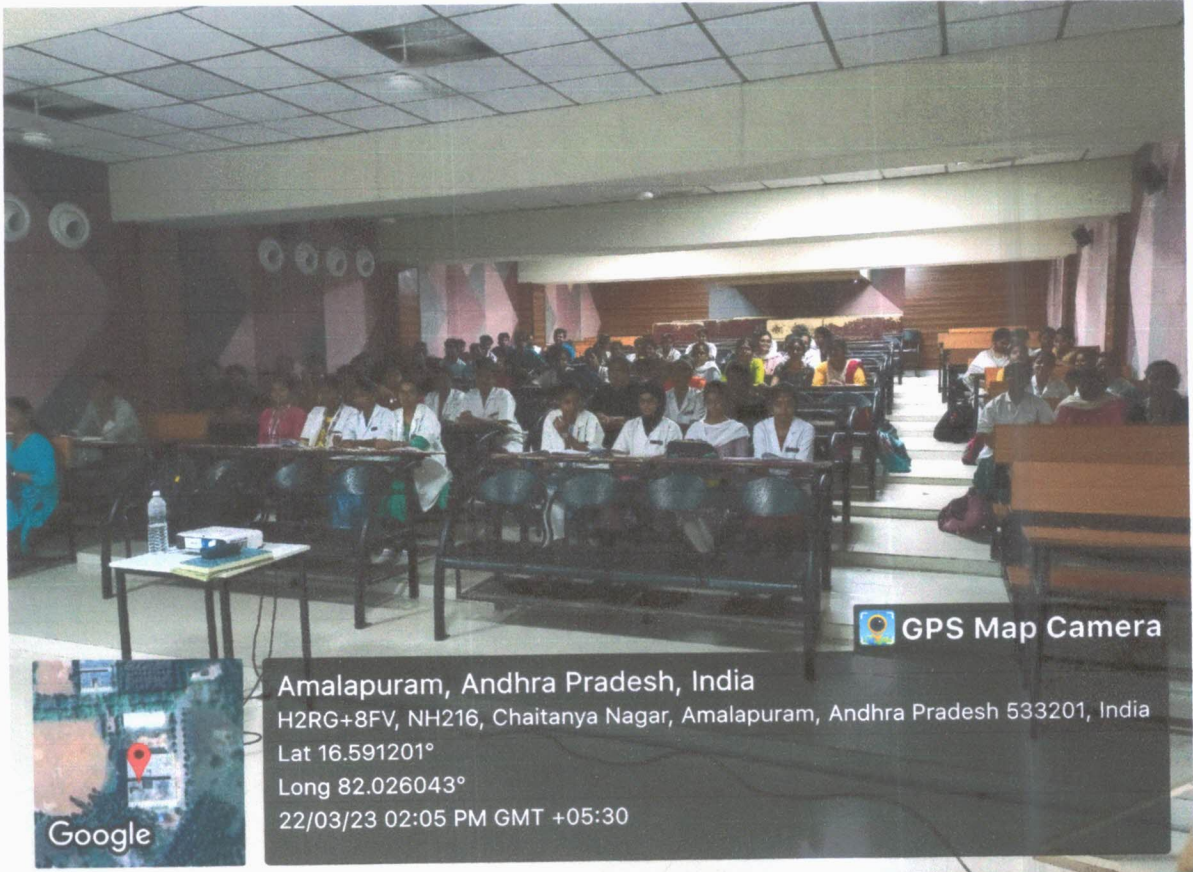 GPS Map Camera
Amalapuram, Andhra Pradesh, India
H2RG+8FV, NH216, Chaitanya Nagar, Amalapuram, Andhra Pradesh 533201, India
Lat 16.591201°
Long 82.026043°
22/03/23 02:05 PM GMT +05:30
Google